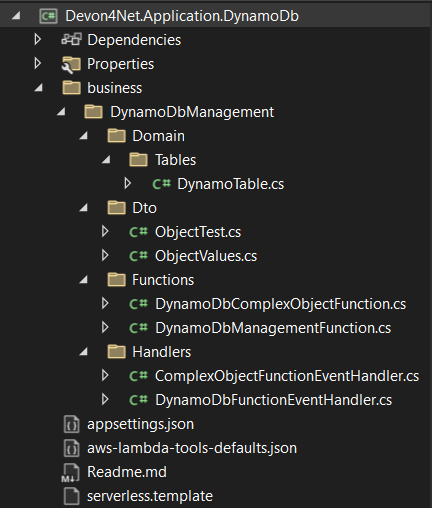 Devon4Net.Application.DynamoDb
Dependencies
Properties
business
DynamoDbManagement
Domain
Tables
C# DynamoTable.cs
Dto
C# ObjectTest.cs
C# ObjectValues.cs
Functions
C# DynamoDbComplexObjectFunction.cs
C# DynamoDbManagementFunction.cs
Handlers
C# ComplexObjectFunctionEventHandler.cs
C# DynamoDbFunctionEventHandler.cs
appsettings.json
aws-lambda-tools-defaults.json
M↓ Readme.md
serverless.template